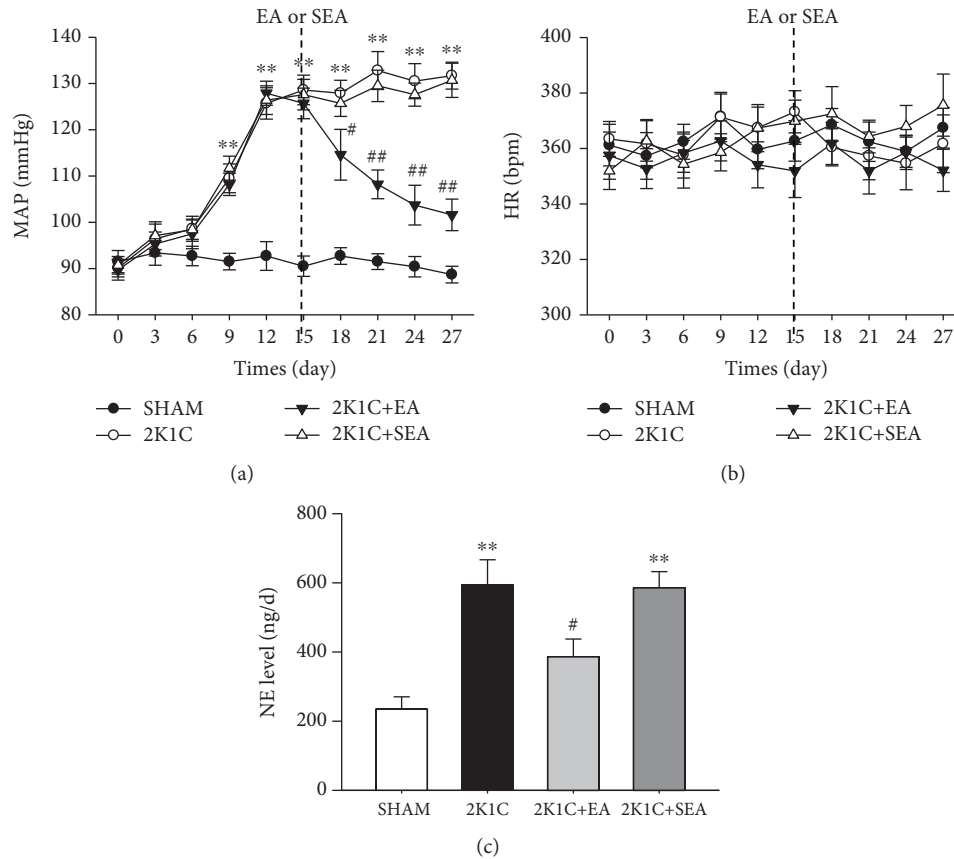 EA or SEA
MAP (mmHg)
140
130
120
110
100
90
80
**
**
**
**
**
**
**
#
##
##
##
0 3 6 9 12 15 18 21 24 27
Times (day)
SHAM
2K1C
2K1C+EA
2K1C+SEA
(a)
EA or SEA
HR (bpm)
400
380
360
340
320
300
0 3 6 9 12 15 18 21 24 27
Times (day)
SHAM
2K1C
2K1C+EA
2K1C+SEA
(b)
NE level (ng/d)
800
600
400
200
0
**
#
**
SHAM 2K1C 2K1C+EA 2K1C+SEA
(c)